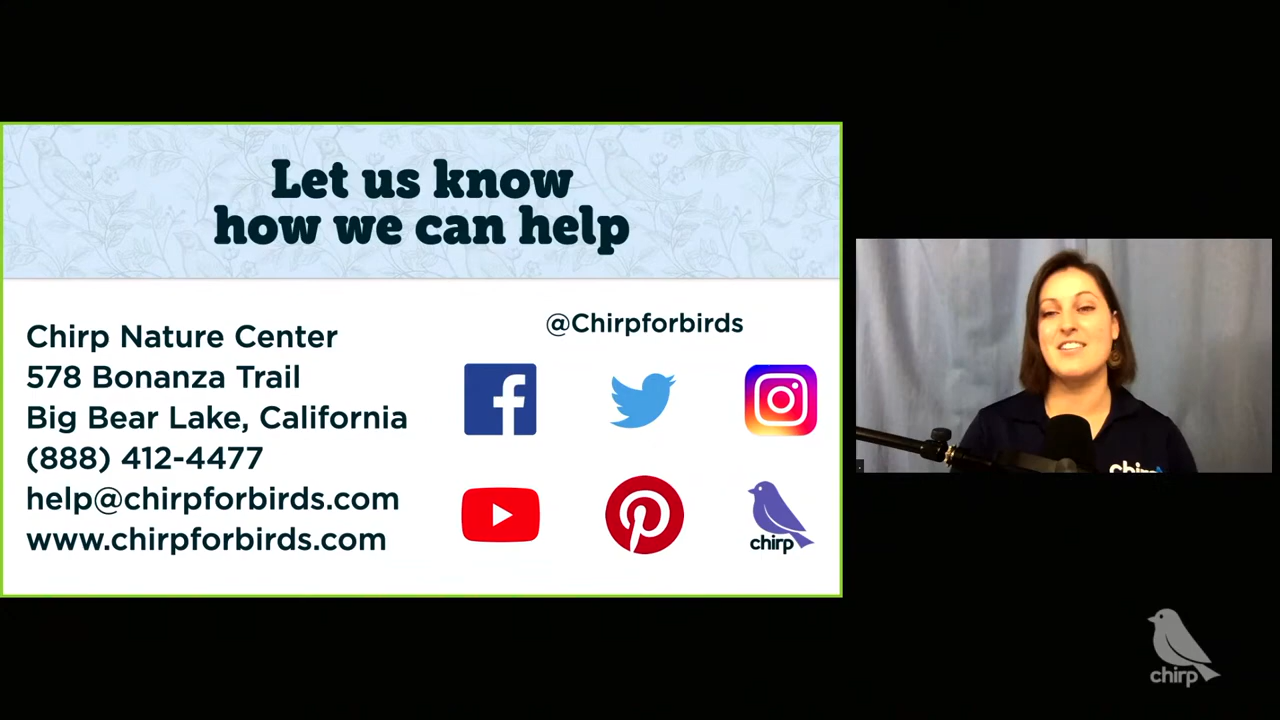 Let us know
how we can help
Chirp Nature Center
578 Bonanza Trail
Big Bear Lake, California
(888) 412-4477
help@chirpforbirds.com
www.chirpforbirds.com
@Chirpforbirds
chirp
chirp
chirp